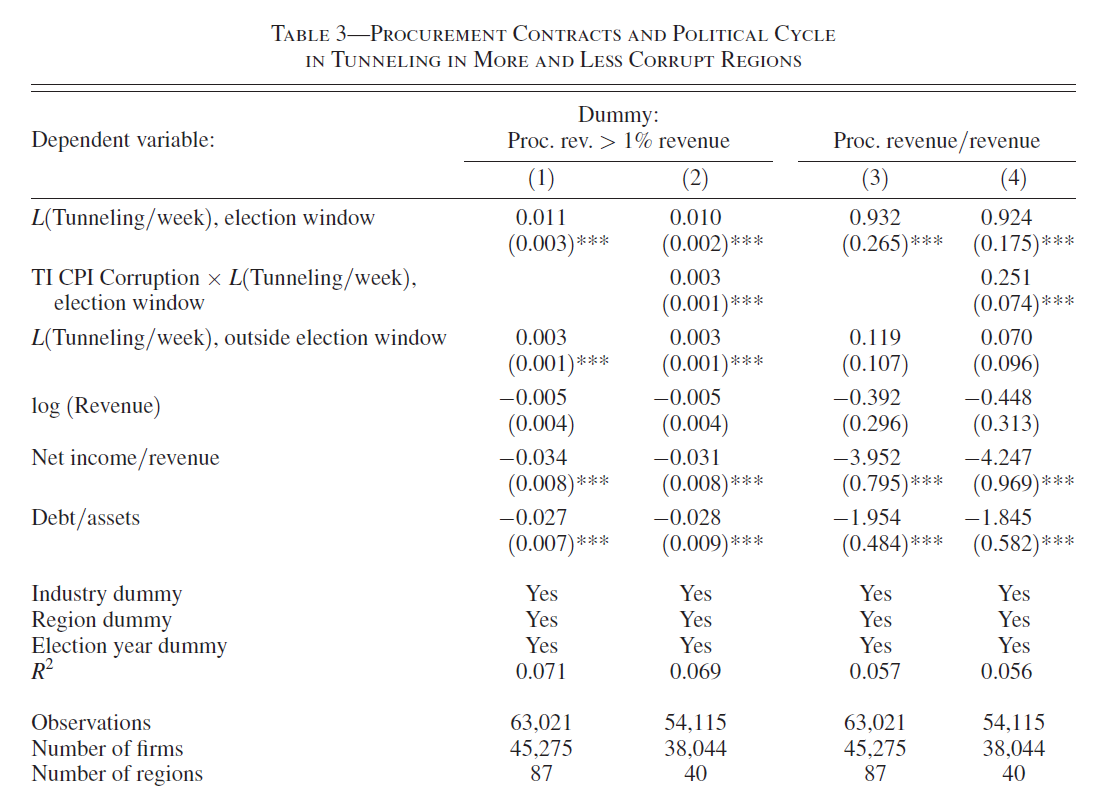 TABLE 3—PROCUREMENT CONTRACTS AND POLITICAL CYCLE
IN TUNNELING IN MORE AND LESS CORRUPT REGIONS
Dependent variable:
Dummy:
Proc. rev. > 1% revenue
Proc. revenue/revenue
(1) (2) (3) (4)
L(Tunneling/week), election window 0.011 0.010 0.932 0.924
(0.003)*** (0.002)*** (0.265)*** (0.175)***
TI CPI Corruption × L(Tunneling/week), 0.003 0.251
election window (0.001)*** (0.074)***
L(Tunneling/week), outside election window 0.003 0.003 0.119 0.070
(0.001)*** (0.001)*** (0.107) (0.096)
log (Revenue) −0.005 −0.005 −0.392 −0.448
(0.004) (0.004) (0.296) (0.313)
Net income/revenue −0.034 −0.031 −3.952 −4.247
(0.008)*** (0.008)*** (0.795)*** (0.969)***
Debt/assets −0.027 −0.028 −1.954 −1.845
(0.007)*** (0.009)*** (0.484)*** (0.582)***
Industry dummy Yes Yes Yes Yes
Region dummy Yes Yes Yes Yes
Election year dummy Yes Yes Yes Yes
R² 0.071 0.069 0.057 0.056
Observations 63,021 54,115 63,021 54,115
Number of firms 45,275 38,044 45,275 38,044
Number of regions 87 40 87 40